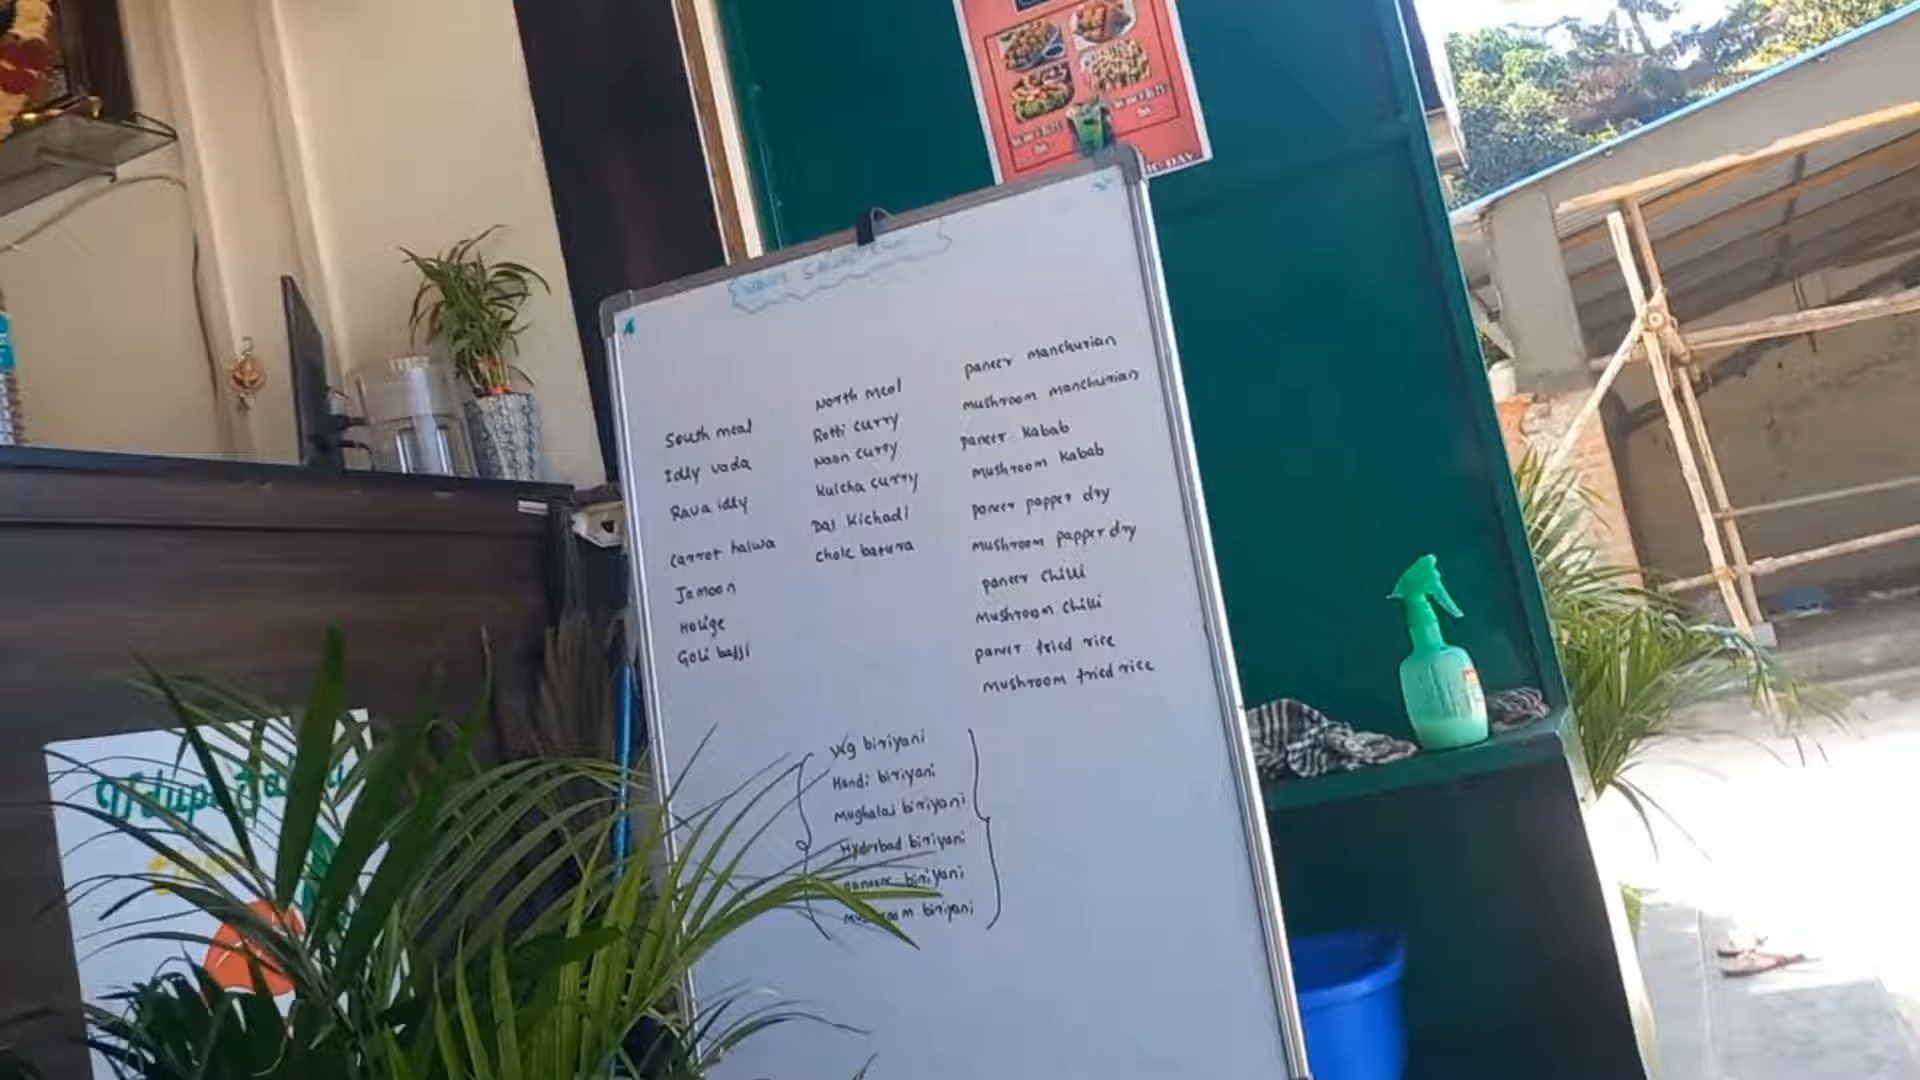 South meal
Idly vada
Rava idly
Carrot halwa
Jamoon
Holige
Goli bajji
North meal
Rotti curry
Naan curry
Kulcha curry
Dal Kichadi
chole batura
paneer manchurian
mushroom manchurian
paneer Kabab
mushroom Kabab
paneer papper dry
mushroom papper dry
paneer chilli
Mushroom chilli
paneer fried rice
mushroom fried rice
Veg biriyani
Handi biriyani
Mughalai biriyani
Hyderbad biriyani
biriyani
mushroom biriyani